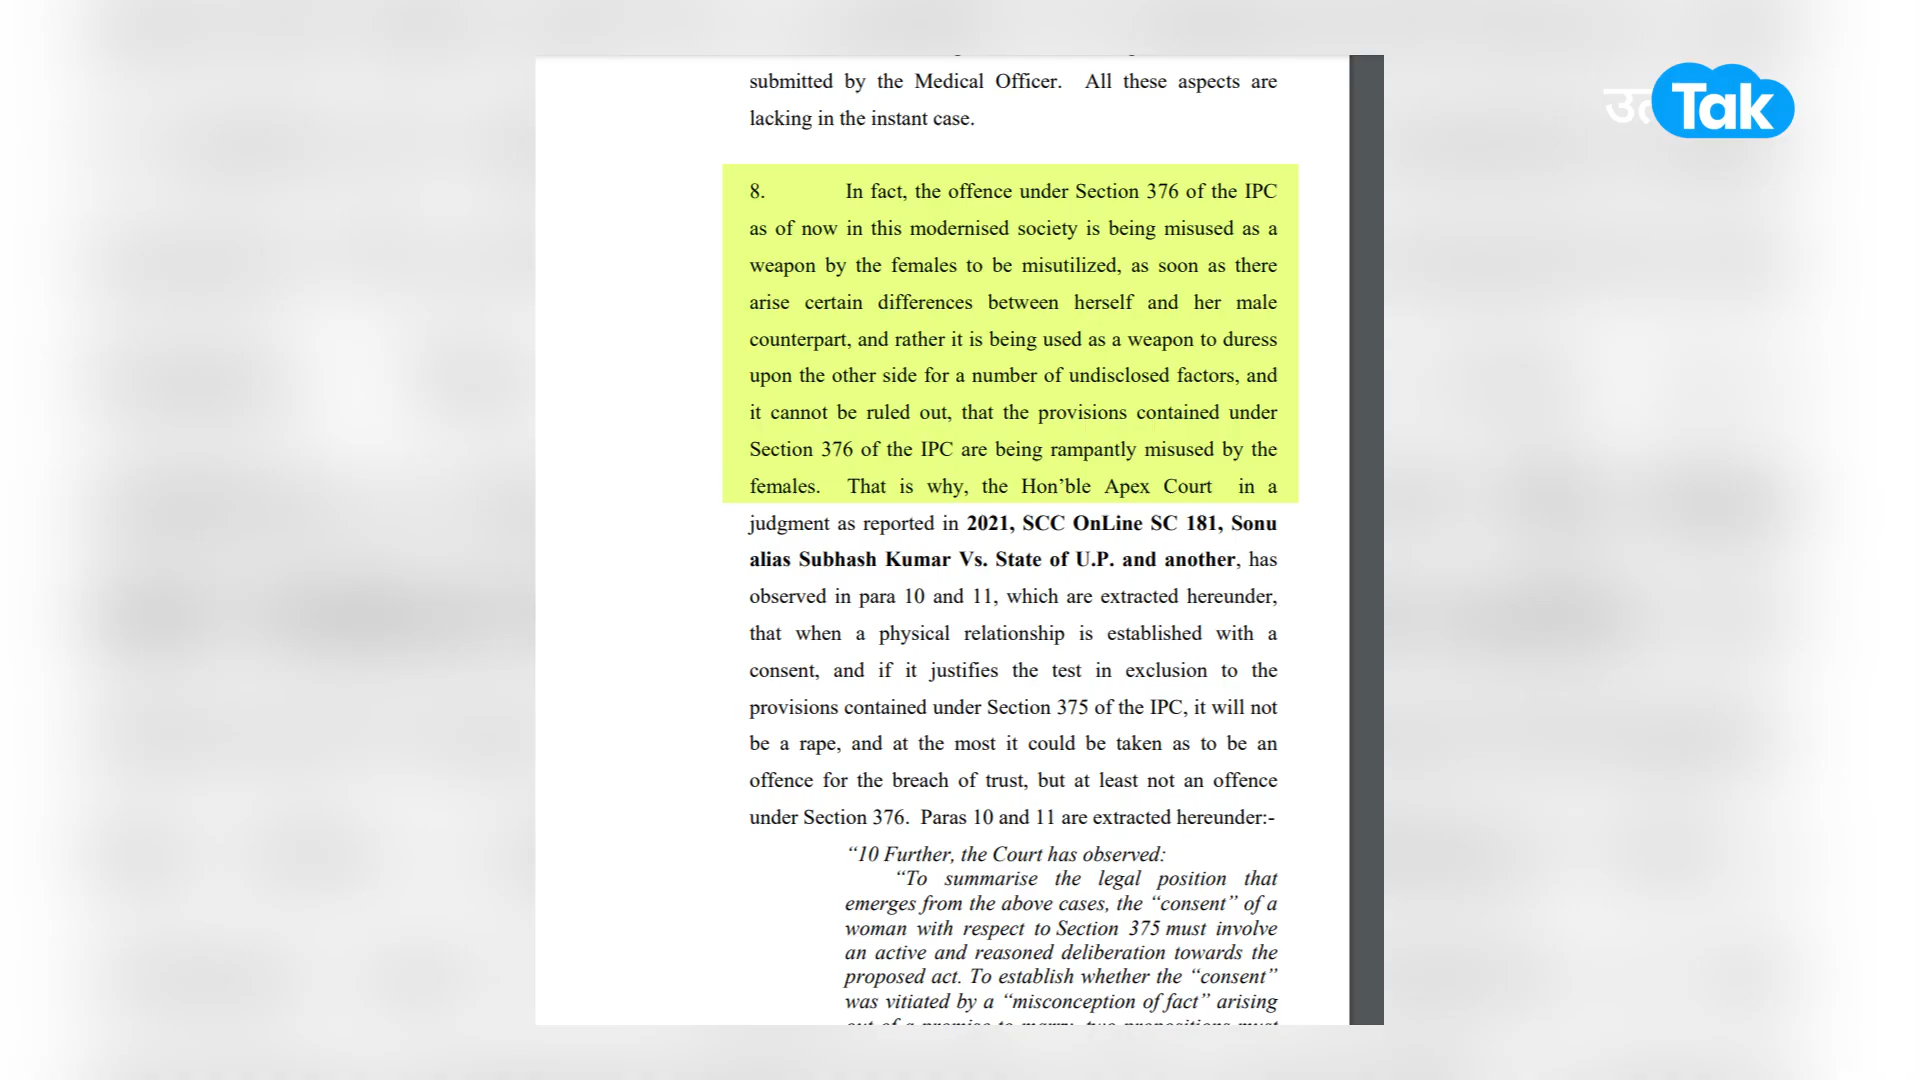 submitted by the Medical Officer. All these aspects are
lacking in the instant case.
8. In fact, the offence under Section 376 of the IPC
as of now in this modernised society is being misused as a
weapon by the females to be misutilized, as soon as there
arise certain differences between herself and her male
counterpart, and rather it is being used as a weapon to duress
upon the other side for a number of undisclosed factors, and
it cannot be ruled out, that the provisions contained under
Section 376 of the IPC are being rampantly misused by the
females. That is why, the Hon’ble Apex Court in a
judgment as reported in 2021, SCC OnLine SC 181, Sonu
alias Subhash Kumar Vs. State of U.P. and another, has
observed in para 10 and 11, which are extracted hereunder,
that when a physical relationship is established with a
consent, and if it justifies the test in exclusion to the
provisions contained under Section 375 of the IPC, it will not
be a rape, and at the most it could be taken as to be an
offence for the breach of trust, but at least not an offence
under Section 376. Paras 10 and 11 are extracted hereunder:-
“10 Further, the Court has observed:
“To summarise the legal position that
emerges from the above cases, the “consent” of a
woman with respect to Section 375 must involve
an active and reasoned deliberation towards the
proposed act. To establish whether the “consent”
was vitiated by a “misconception of fact” arising
Tak